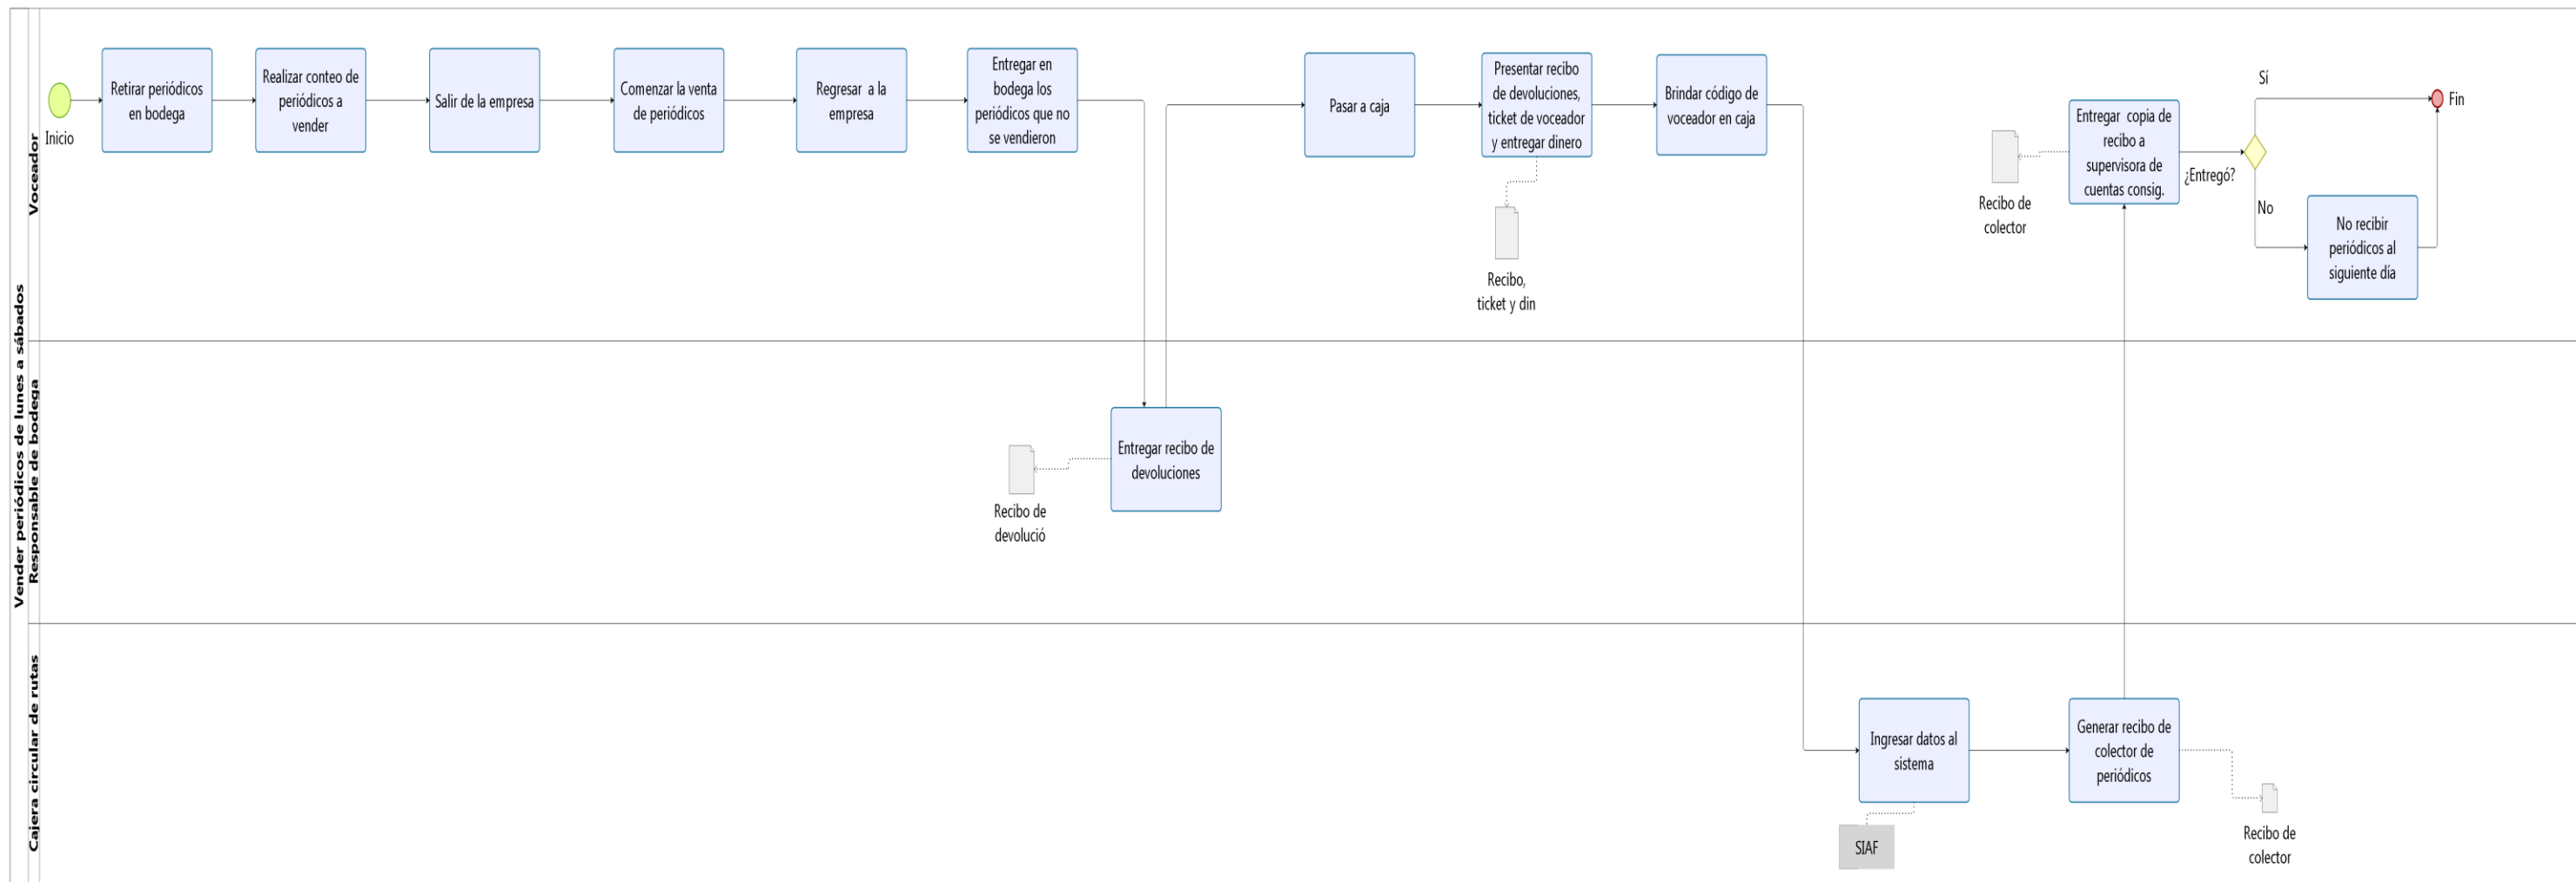 Vender periódicos de lunes a sábados
Voceador
Inicio
Retirar periódicos
en bodega
Realizar conteo de
periódicos a
vender
Salir de la empresa
Comenzar la venta
de periódicos
Regresar a la
empresa
Entregar en
bodega los
periódicos que no
se vendieron
Pasar a caja
Presentar recibo
de devoluciones,
ticket de voceador
y entregar dinero
Recibo,
ticket y din
Brindar código de
voceador en caja
Recibo de
colector
Entregar copia de
recibo a
supervisora de
cuentas consig.
¿Entregó?
Sí
No
No recibir
periódicos al
siguiente día
Fin
Responsable de bodega
Entregar recibo de
devoluciones
Recibo de
devolució
Cajera circular de rutas
Ingresar datos al
sistema
SIAF
Generar recibo de
colector de
periódicos
Recibo de
colector